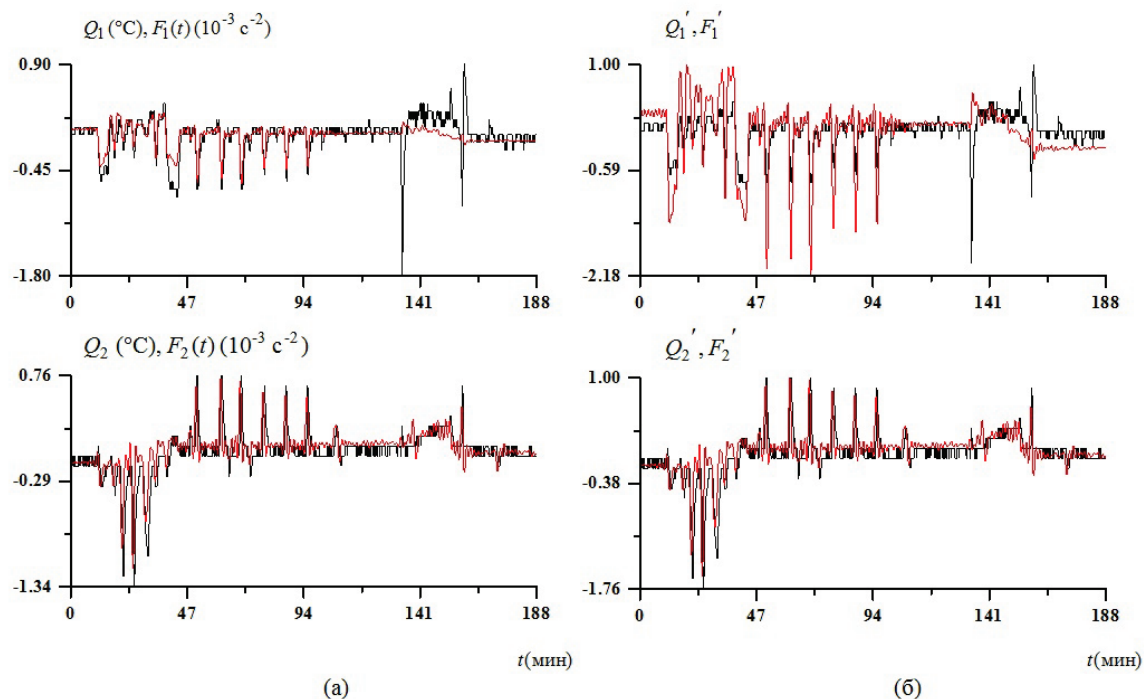 Q₁ (°C), F₁(t) (10⁻³ c⁻²)
0.90
-0.45
-1.80
0 47 94 141 188
Q₁′, F₁′
1.00
-0.59
-2.18
0 47 94 141 188
Q₂ (°C), F₂(t) (10⁻³ c⁻²)
0.76
-0.29
-1.34
0 47 94 141 188
t(мин)
(а)
Q₂′, F₂′
1.00
-0.38
-1.76
0 47 94 141 188
t(мин)
(б)